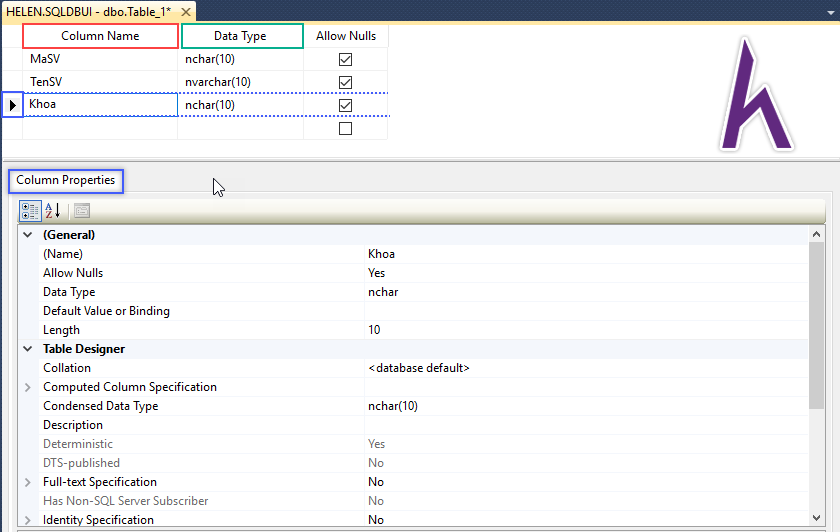 HELEN.SQLDBUI - dbo.Table_1*
Column Name Data Type Allow Nulls
MaSV nchar(10)
TenSV nvarchar(10)
Khoa nchar(10)
Column Properties
(General)
(Name) Khoa
Allow Nulls Yes
Data Type nchar
Default Value or Binding
Length 10
Table Designer
Collation <database default>
Computed Column Specification
Condensed Data Type nchar(10)
Description
Deterministic Yes
DTS-published No
Full-text Specification No
Has Non-SQL Server Subscriber No
Identity Specification No